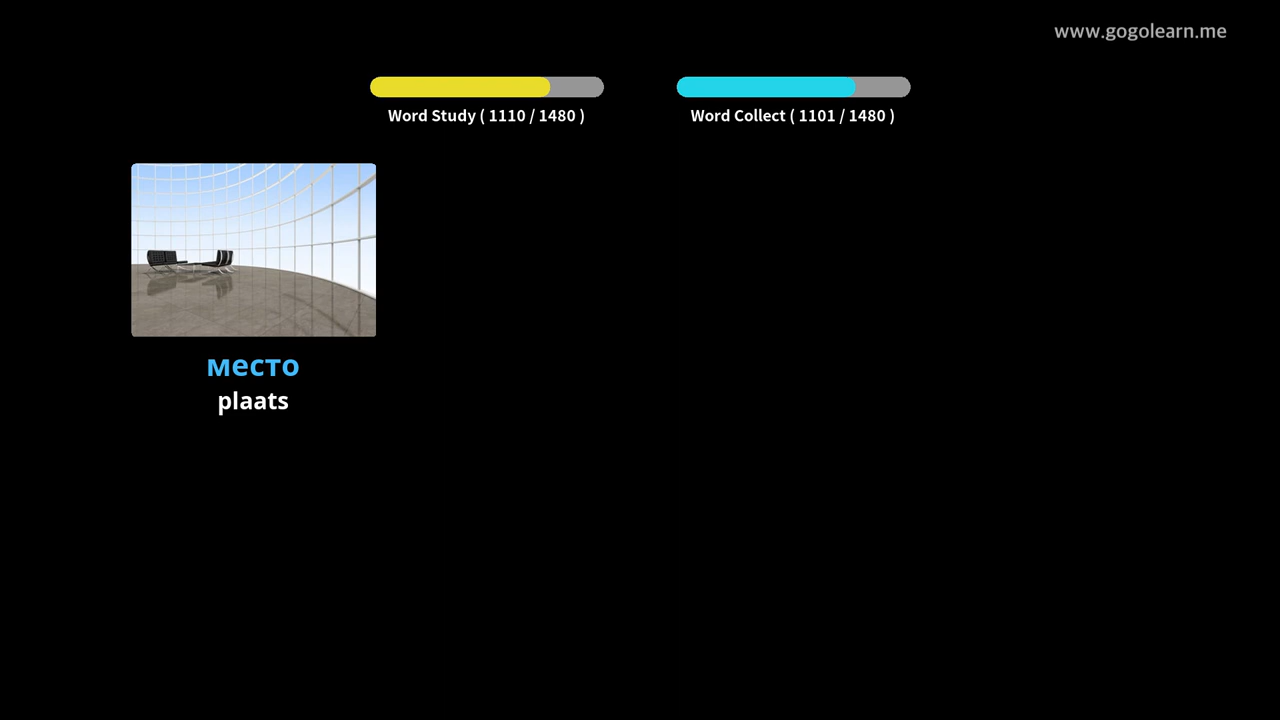 www.gogolearn.me
Word Study ( 1110 / 1480 )
Word Collect ( 1101 / 1480 )
место
plaats